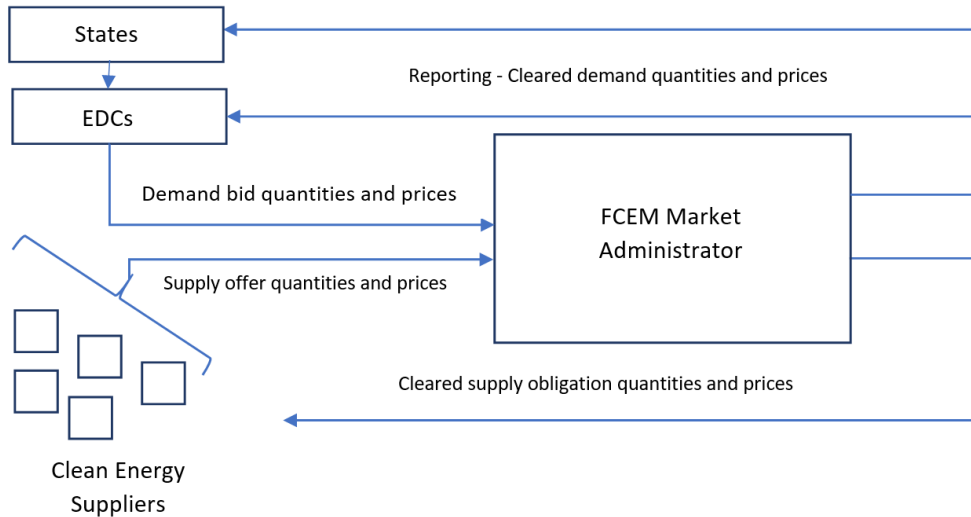 States
Reporting - Cleared demand quantities and prices
EDCs
Demand bid quantities and prices
FCEM Market
Administrator
Supply offer quantities and prices
Cleared supply obligation quantities and prices
Clean Energy
Suppliers